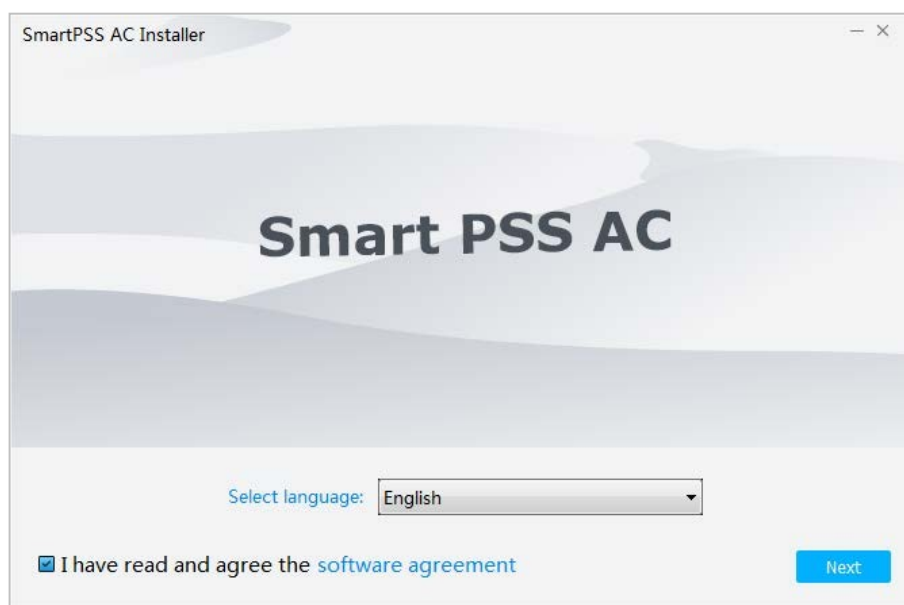 SmartPSS AC Installer
Smart PSS AC
Select language: English
I have read and agree the software agreement
Next